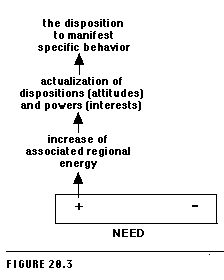 the disposition
to manifest
specific behavior
actualization of
dispositions (attitudes)
and powers (interests)
increase of
associated regional
energy
+ -
NEED
FIGURE 20.3